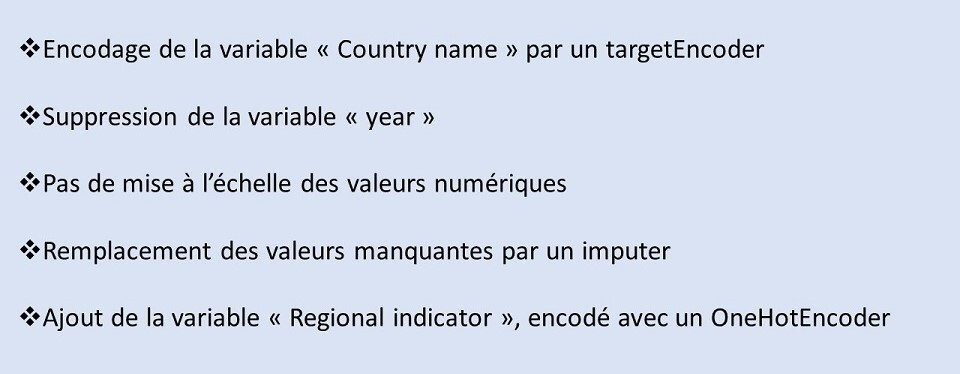 ❖Encodage de la variable « Country name » par un targetEncoder
❖Suppression de la variable « year »
❖Pas de mise à l’échelle des valeurs numériques
❖Remplacement des valeurs manquantes par un imputer
❖Ajout de la variable « Regional indicator », encodé avec un OneHotEncoder